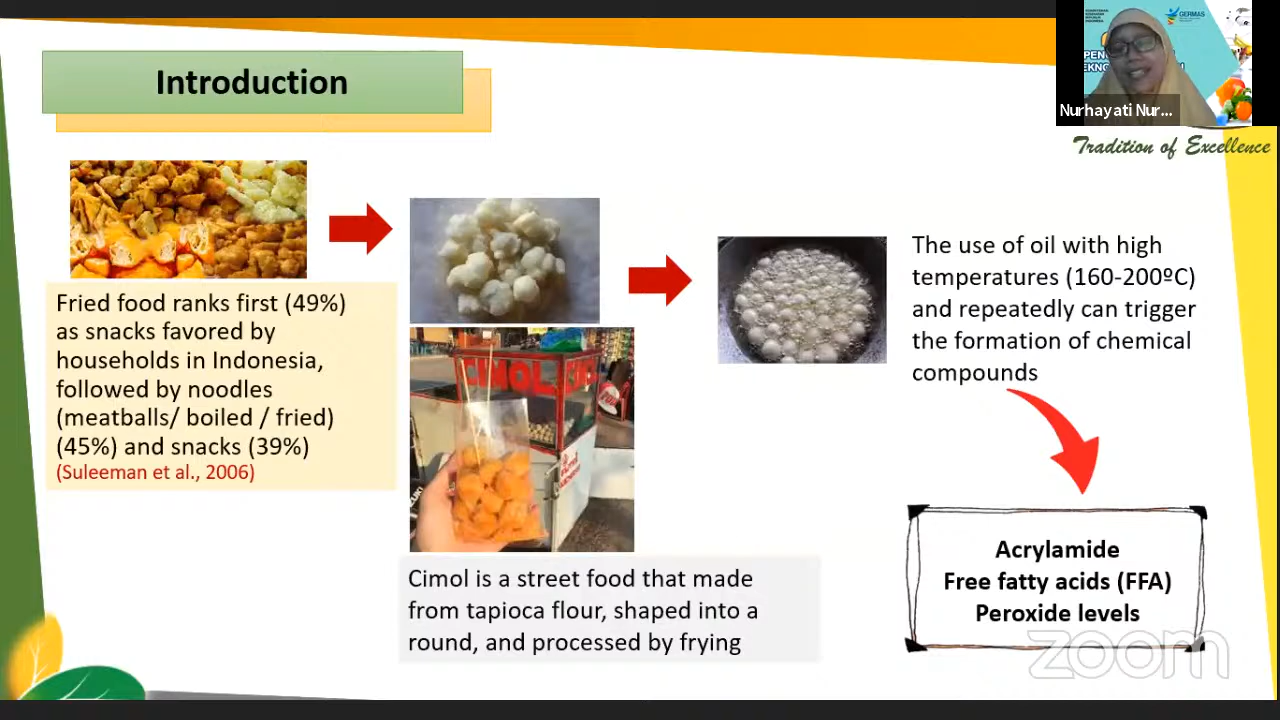 Introduction
GERMAS
Nurhayati Nur...
Tradition of Excellence
Fried food ranks first (49%)
as snacks favored by
households in Indonesia,
followed by noodles
(meatballs/ boiled / fried)
(45%) and snacks (39%)
(Suleeman et al., 2006)
CIMOL
Cimol is a street food that made
from tapioca flour, shaped into a
round, and processed by frying
The use of oil with high
temperatures (160-200ºC)
and repeatedly can trigger
the formation of chemical
compounds
Acrylamide
Free fatty acids (FFA)
Peroxide levels
zoom